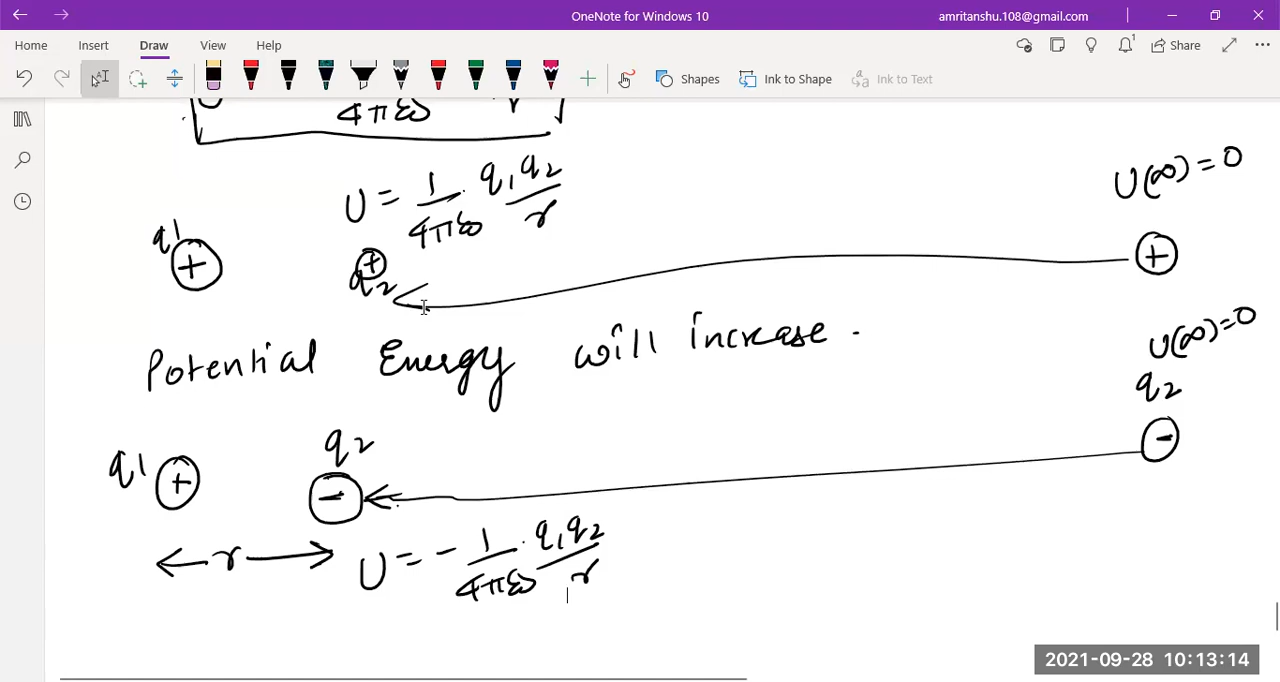 OneNote for Windows 10
amritanshu.108@gmail.com
Home Insert Draw View Help
Share
Shapes Ink to Shape Ink to Text
4πε0 r
U(∞) = 0
U = 1/4πε0 . q1q2/r
q1 +
+ q2
+
Potential Energy will increase.
U(∞) = 0
q2
-
q1 +
q2
-
r
U = - 1/4πε0 . q1q2/r
2021-09-28 10:13:14